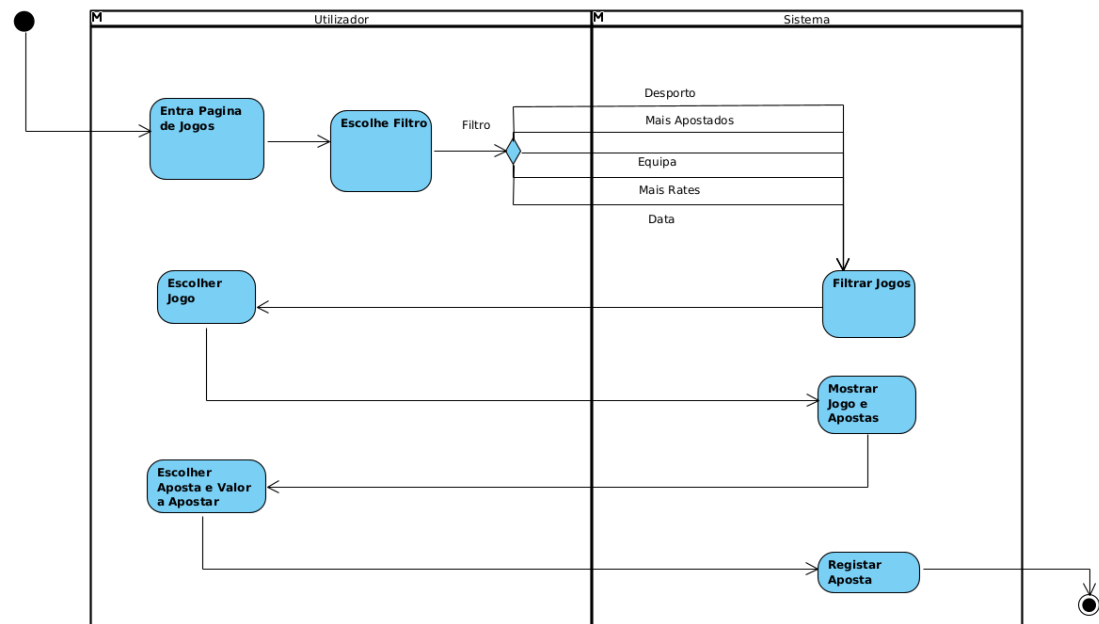 M
Utilizador
M
Sistema
Entra Pagina
de Jogos
Escolhe Filtro
Filtro
Desporto
Mais Apostados
Equipa
Mais Rates
Data
Escolher
Jogo
Filtrar Jogos
Mostrar
Jogo e
Apostas
Escolher
Aposta e Valor
a Apostar
Registar
Aposta